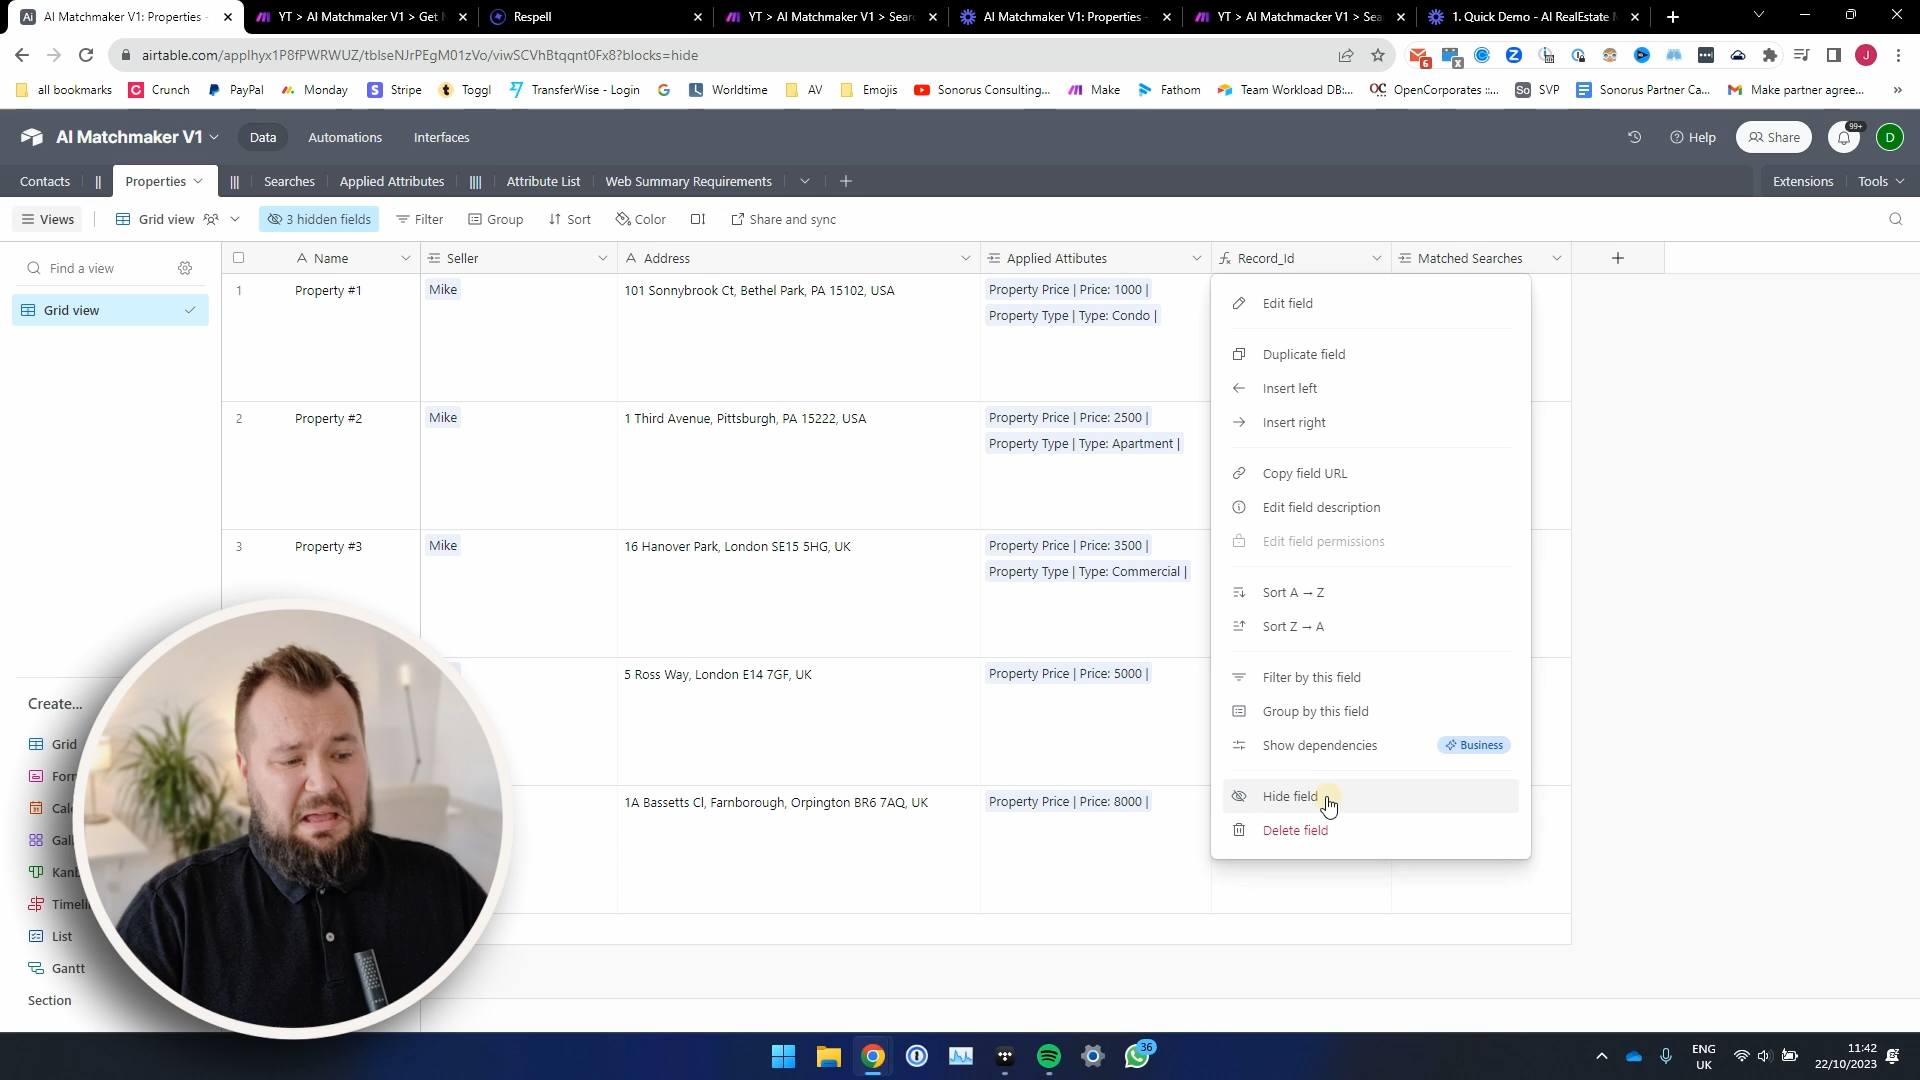 AI Matchmaker V1: Properties -
YT > AI Matchmaker V1 > Get
Respell
YT > AI Matchmaker V1 > Sear
AI Matchmaker V1: Properties -
YT > AI Matchmacker V1 > Sea
1. Quick Demo - AI RealEstate
airtable.com/applhyx1P8fPWRWUZ/tblseNJrPEgM01zVo/viwSCVhBtqqnt0Fx8?blocks=hide
all bookmarks
Crunch
PayPal
Monday
Stripe
Toggl
TransferWise - Login
Worldtime
AV
Emojis
Sonorus Consulting...
Make
Fathom
Team Workload DB:...
OpenCorporates ::...
SVP
Sonorus Partner Ca...
Make partner agree...
AI Matchmaker V1
Data
Automations
Interfaces
Help
Share
99+
D
Contacts
||
Properties
|||
Searches
Applied Attributes
||||
Attribute List
Web Summary Requirements
Extensions
Tools
Views
Grid view
3 hidden fields
Filter
Group
Sort
Color
Share and sync
Find a view
Grid view
Name
Seller
Address
Applied Attibutes
Record_Id
Matched Searches
1
Property #1
Mike
101 Sonnybrook Ct, Bethel Park, PA 15102, USA
Property Price | Price: 1000 |
Property Type | Type: Condo |
2
Property #2
Mike
1 Third Avenue, Pittsburgh, PA 15222, USA
Property Price | Price: 2500 |
Property Type | Type: Apartment |
3
Property #3
Mike
16 Hanover Park, London SE15 5HG, UK
Property Price | Price: 3500 |
Property Type | Type: Commercial |
5 Ross Way, London E14 7GF, UK
Property Price | Price: 5000 |
1A Bassetts Cl, Farnborough, Orpington BR6 7AQ, UK
Property Price | Price: 8000 |
Edit field
Duplicate field
Insert left
Insert right
Copy field URL
Edit field description
Edit field permissions
Sort A → Z
Sort Z → A
Filter by this field
Group by this field
Show dependencies
Business
Hide field
Delete field
Create...
Grid
Form
Cale
Gall
Kanb
Timeli
List
Gantt
Section
36
ENG
UK
11:42
22/10/2023